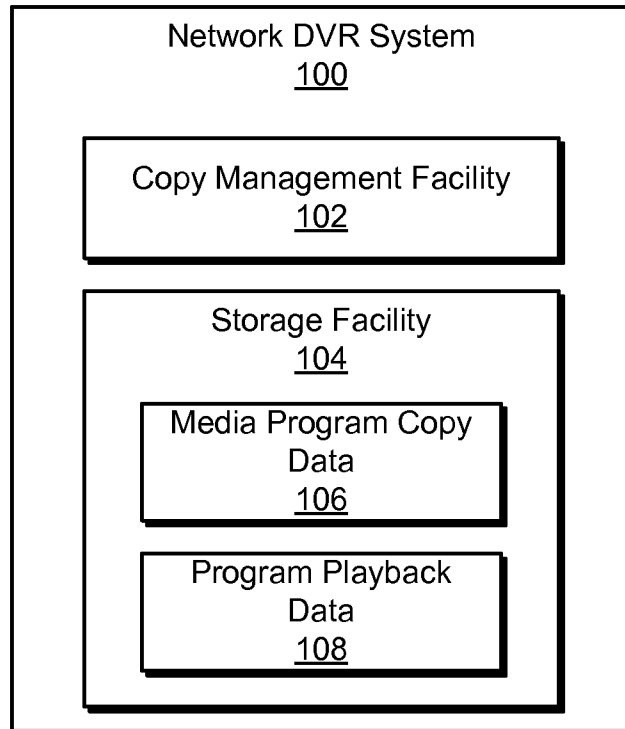 Network DVR System
100
Copy Management Facility
102
Storage Facility
104
Media Program Copy
Data
106
Program Playback
Data
108